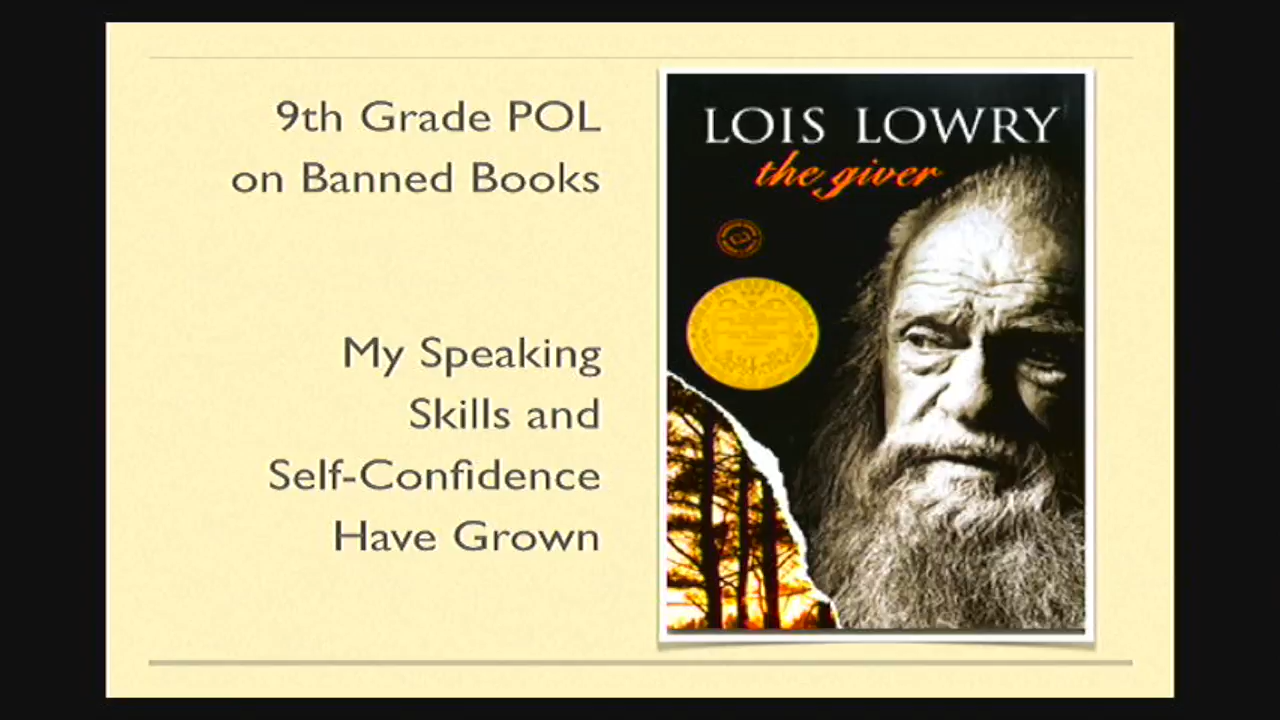 9th Grade POL
on Banned Books
My Speaking
Skills and
Self-Confidence
Have Grown
LOIS LOWRY
the giver